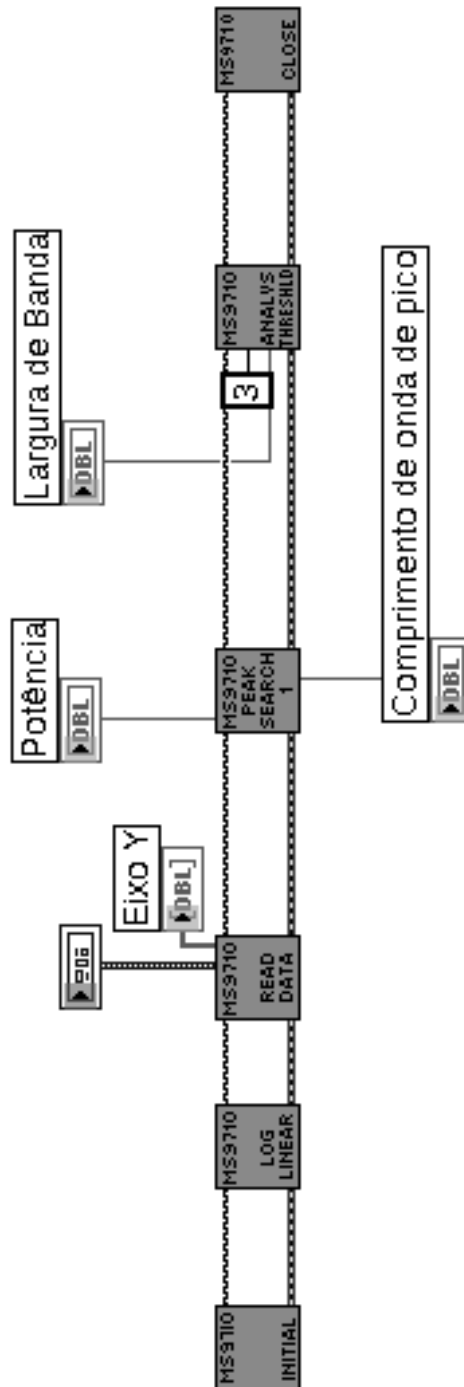 MS9710
INITIAL
MS9710
LOG
LINEAR
Eixo Y
[DBL]
MS9710
READ
DATA
Potência
DBL
MS9710
PEAK
SEARCH
1
Comprimento de onda de pico
DBL
Largura de Banda
DBL
3
MS9710
ANALYS
THRESHLD
MS9710
CLOSE